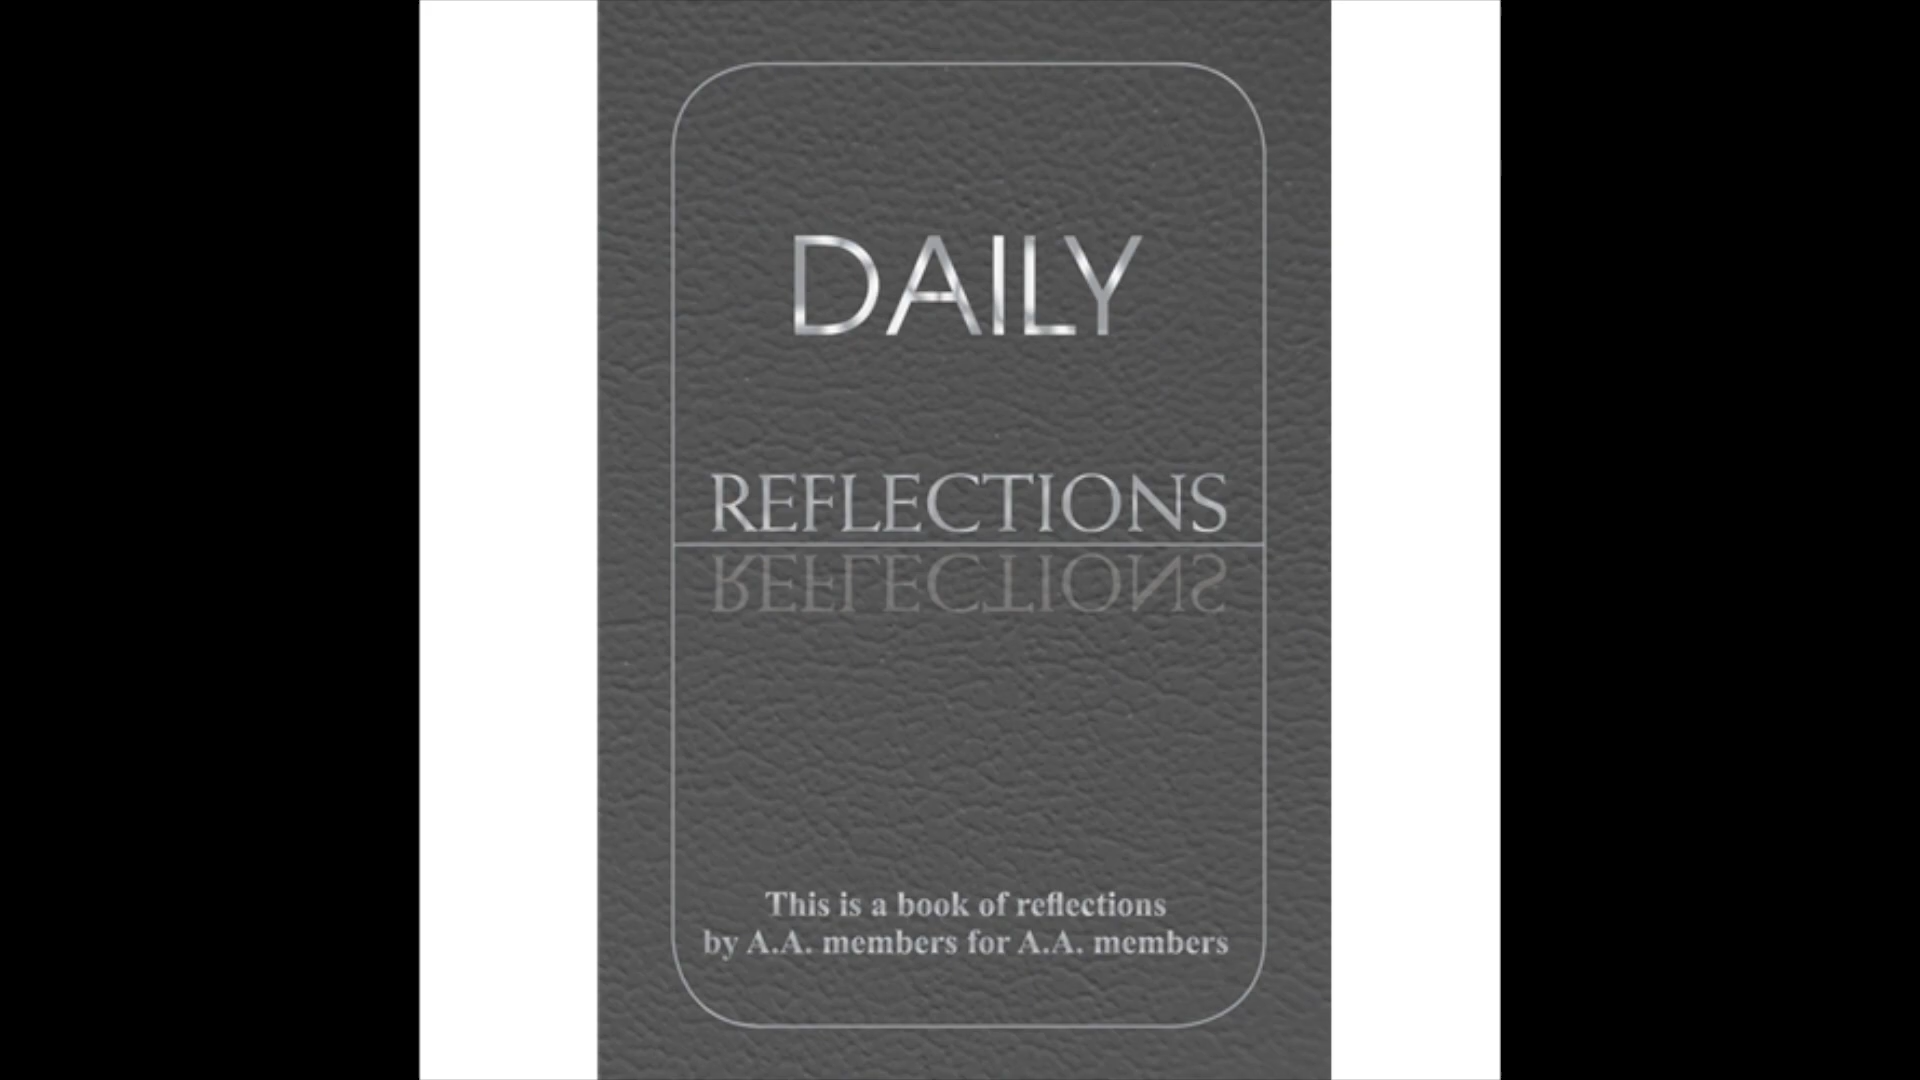 DAILY
REFLECTIONS
REFLECTIONS
This is a book of reflections
by A.A. members for A.A. members